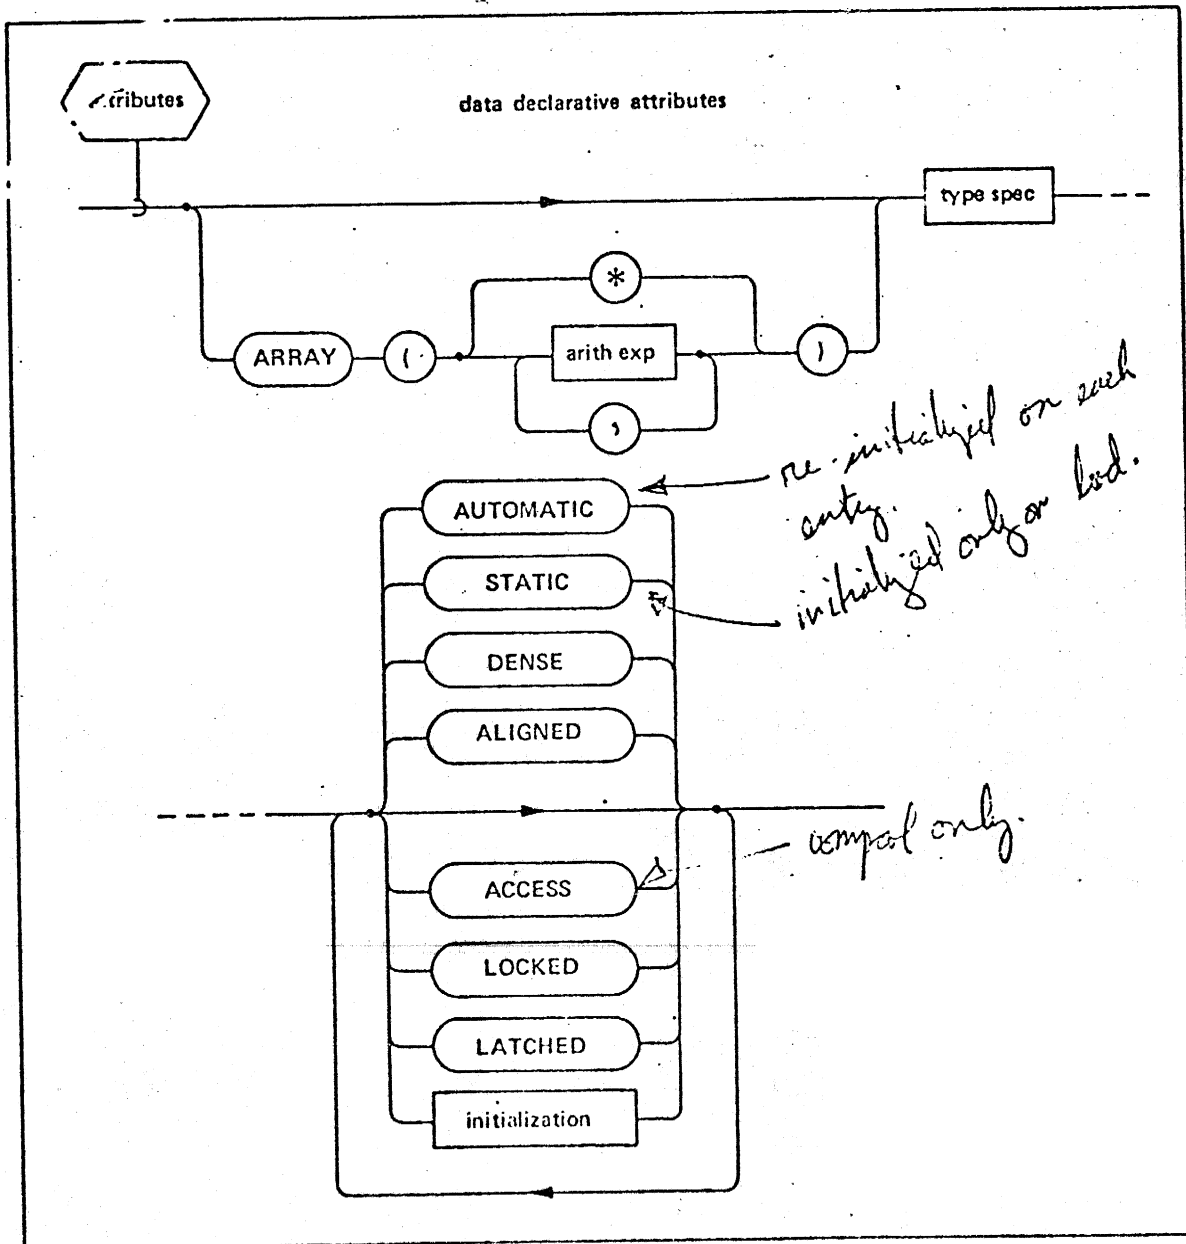 data declarative attributes
type spec
*
ARRAY
(
arith exp
)
,
re-initialized on each
entry.
AUTOMATIC
initialized only on load.
STATIC
DENSE
ALIGNED
compool only.
ACCESS
LOCKED
LATCHED
initialization